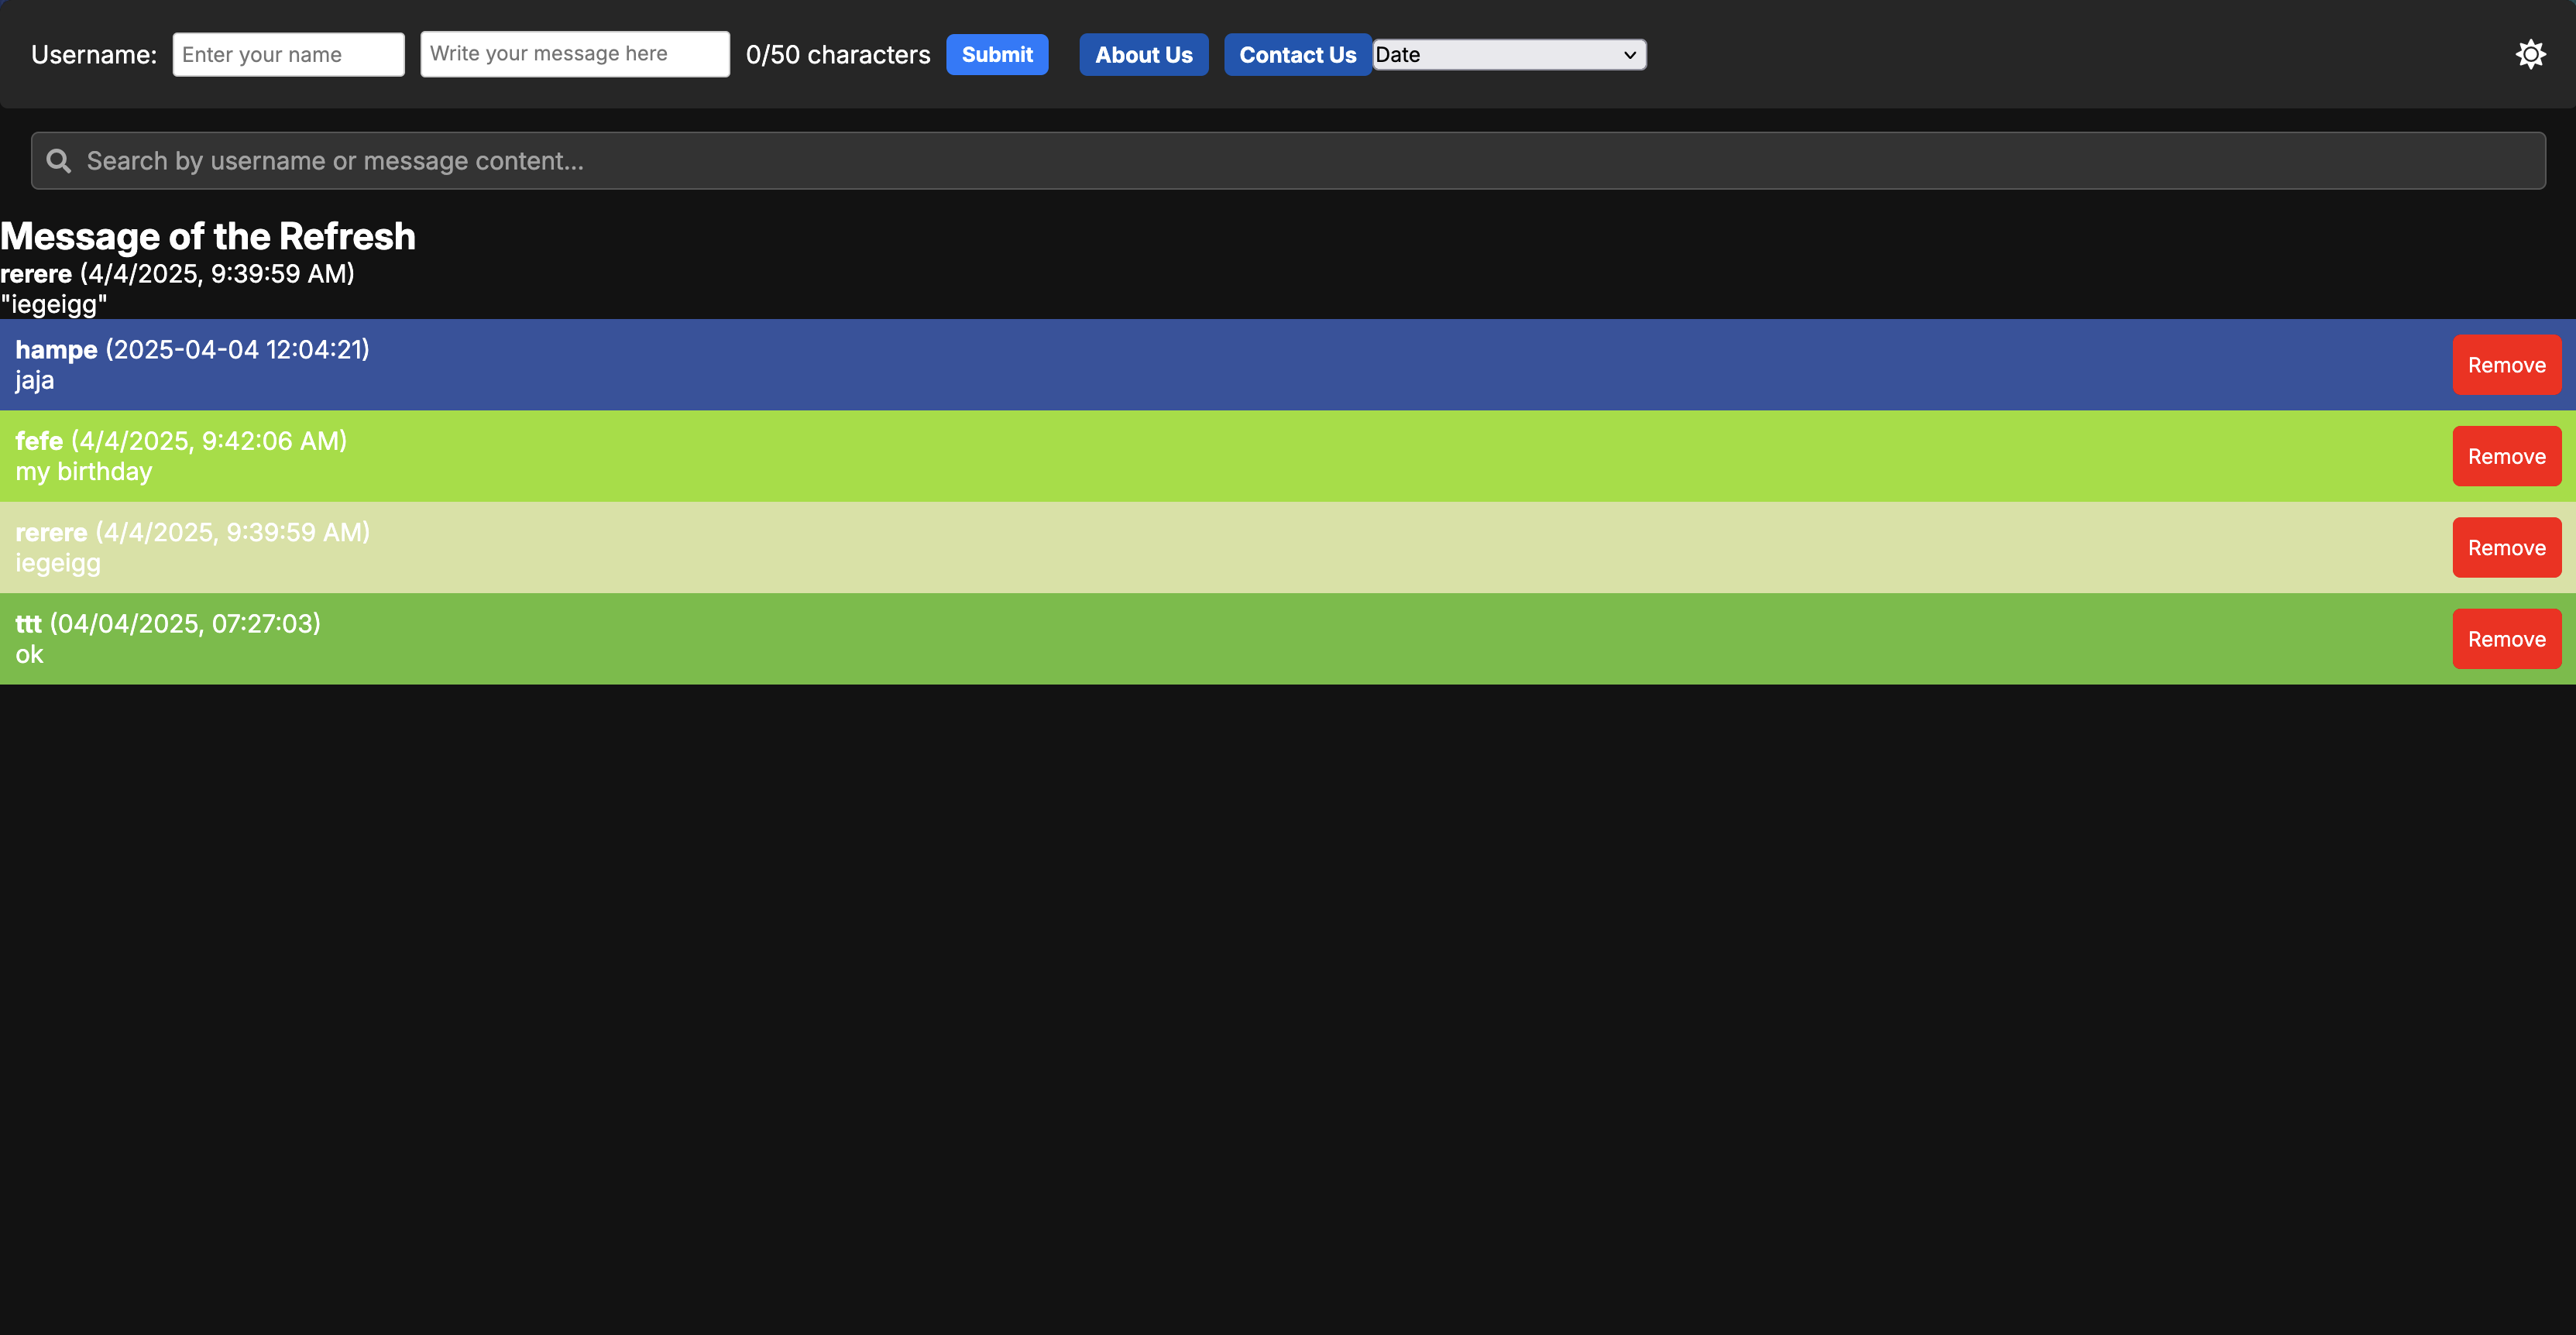 Username: Enter your name Write your message here 0/50 characters Submit About Us Contact Us Date
Search by username or message content...
Message of the Refresh
rerere (4/4/2025, 9:39:59 AM)
"iegeigg"
hampe (2025-04-04 12:04:21)
jaja
Remove
fefe (4/4/2025, 9:42:06 AM)
my birthday
Remove
rerere (4/4/2025, 9:39:59 AM)
iegeigg
Remove
ttt (04/04/2025, 07:27:03)
ok
Remove